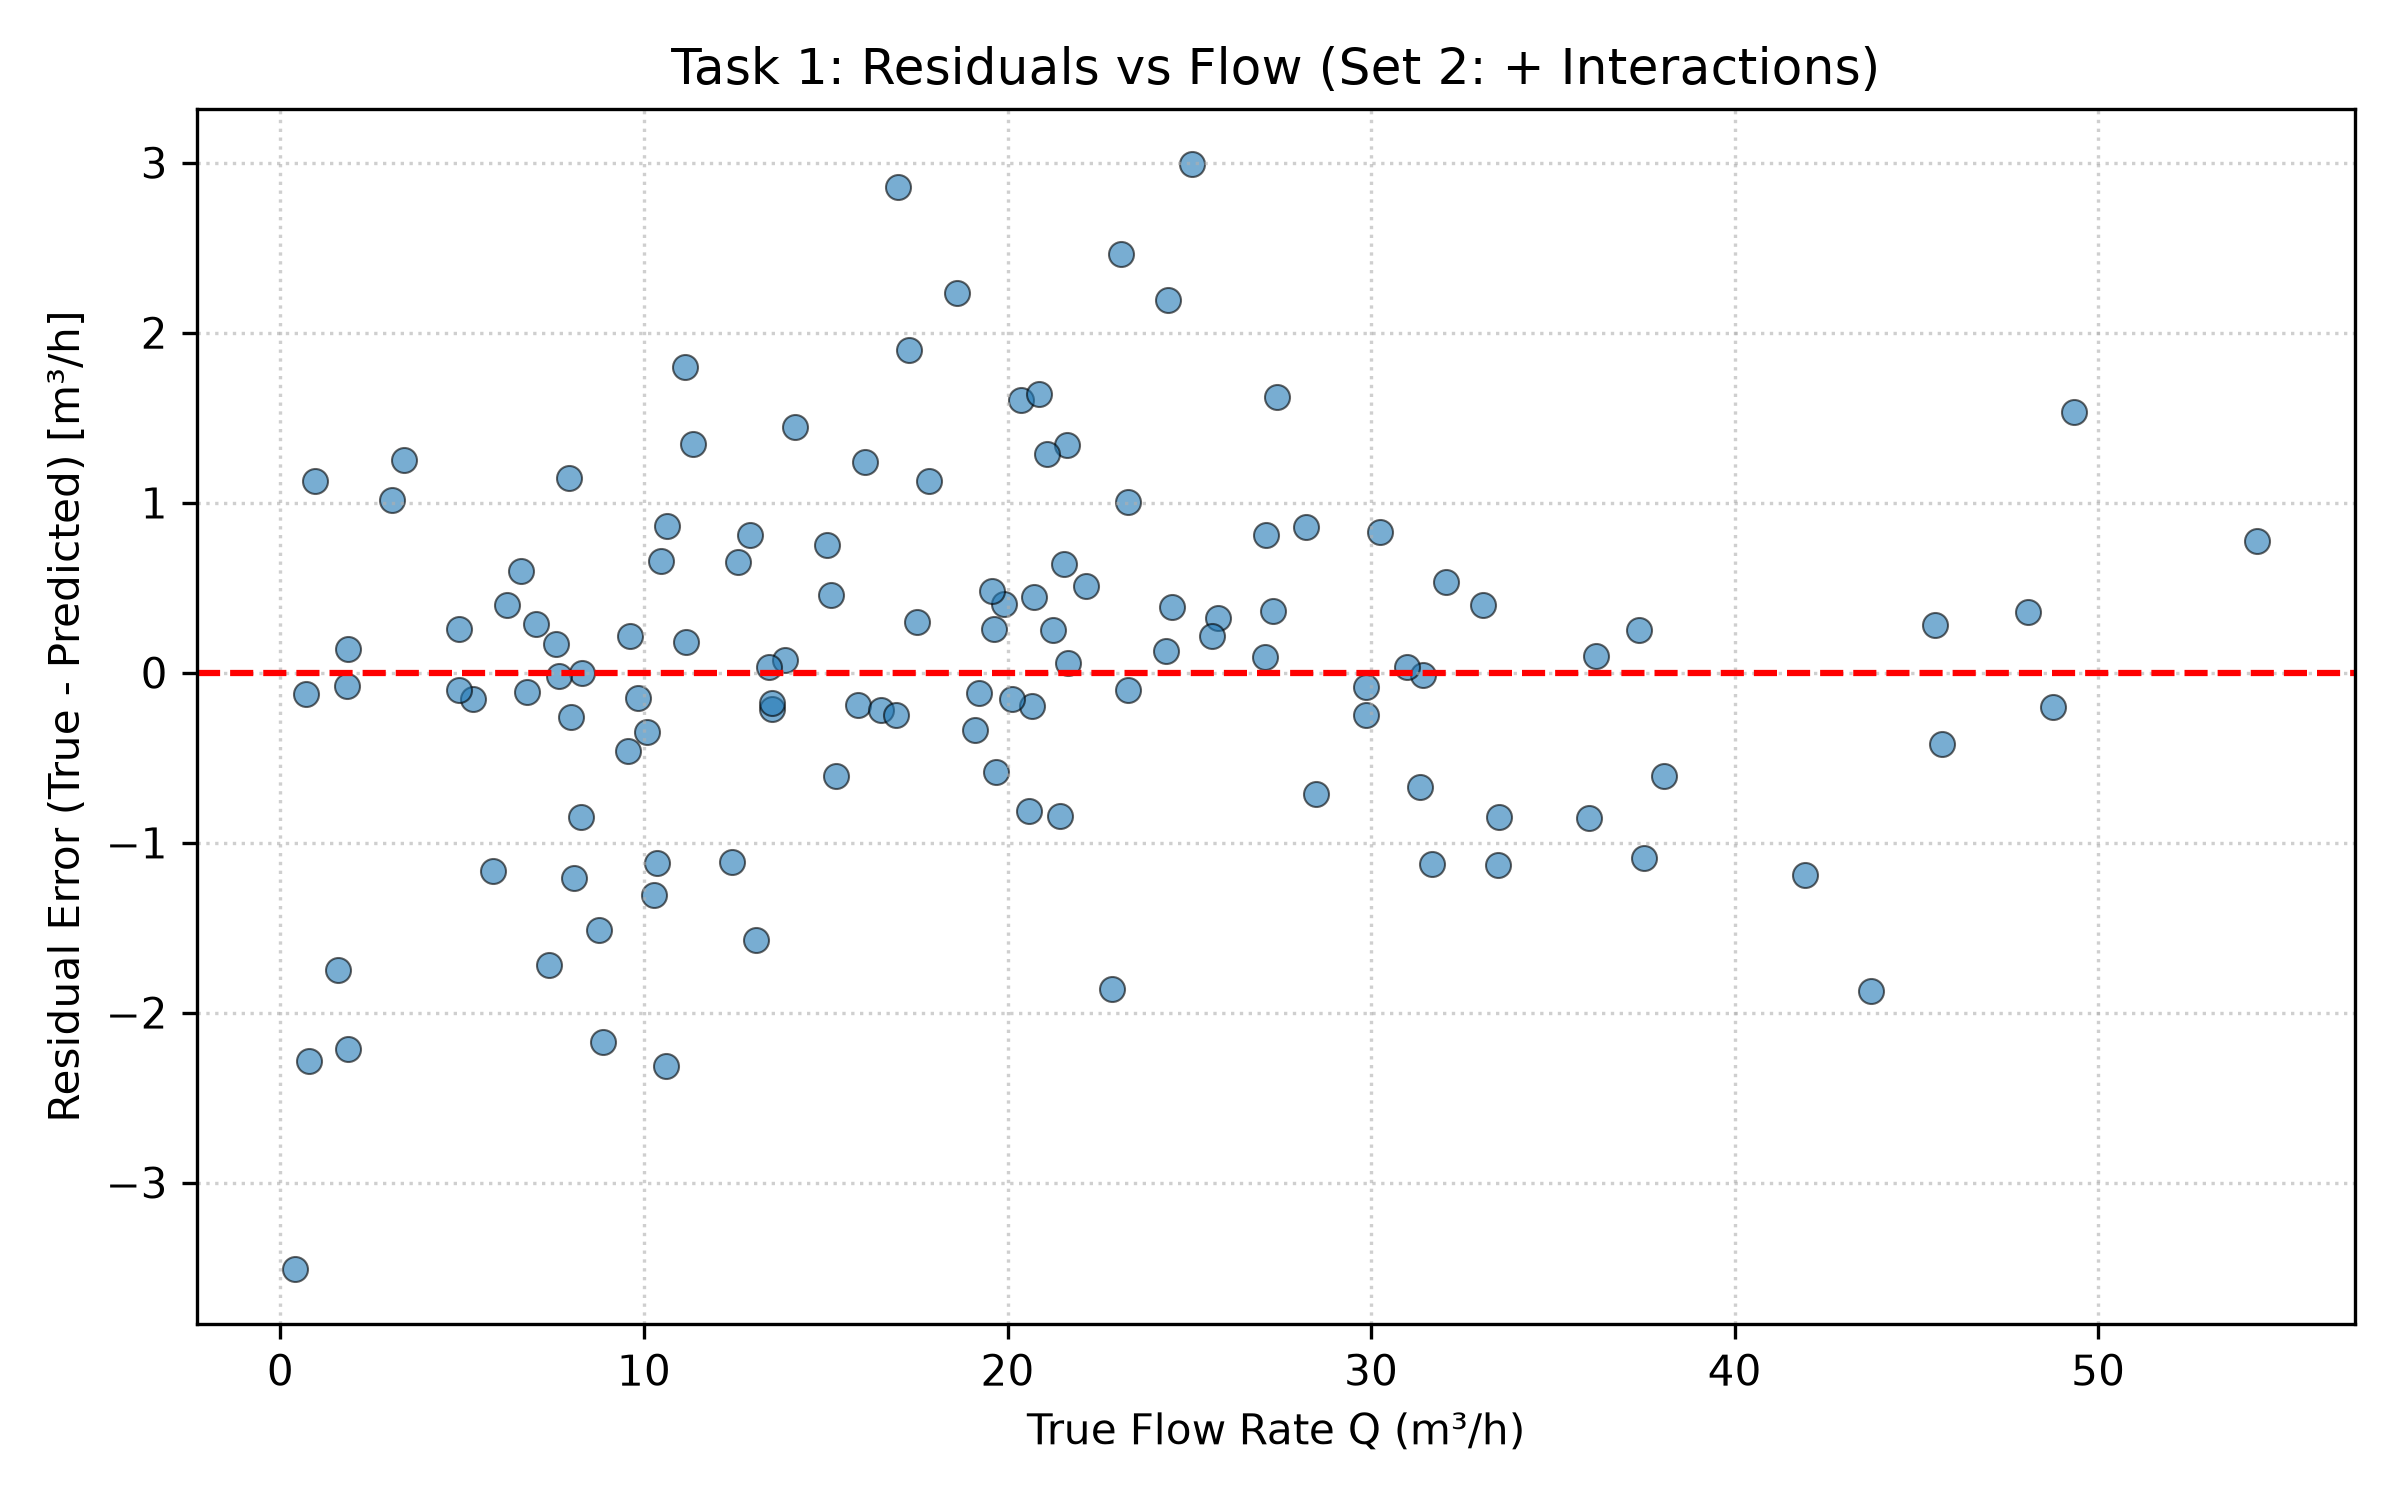 Task 1: Residuals vs Flow (Set 2: + Interactions)
Residual Error (True - Predicted) [m³/h]
3
2
1
0
−1
−2
−3
0 10 20 30 40 50
True Flow Rate Q (m³/h)